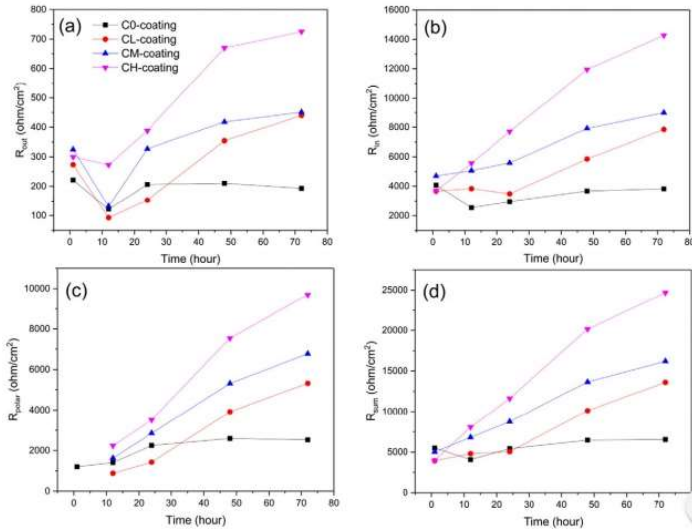 (a)
C0-coating
CL-coating
CM-coating
CH-coating
800
700
600
500
400
300
200
100
R_out (ohm/cm²)
0 10 20 30 40 50 60 70 80
Time (hour)
(b)
16000
14000
12000
10000
8000
6000
4000
2000
R_in (ohm/cm²)
0 10 20 30 40 50 60 70 80
Time (hour)
(c)
10000
8000
6000
4000
2000
0
R_polar (ohm/cm²)
0 10 20 30 40 50 60 70 80
Time (hour)
(d)
25000
20000
15000
10000
5000
0
R_sum (ohm/cm²)
0 10 20 30 40 50 60 70 80
Time (hour)